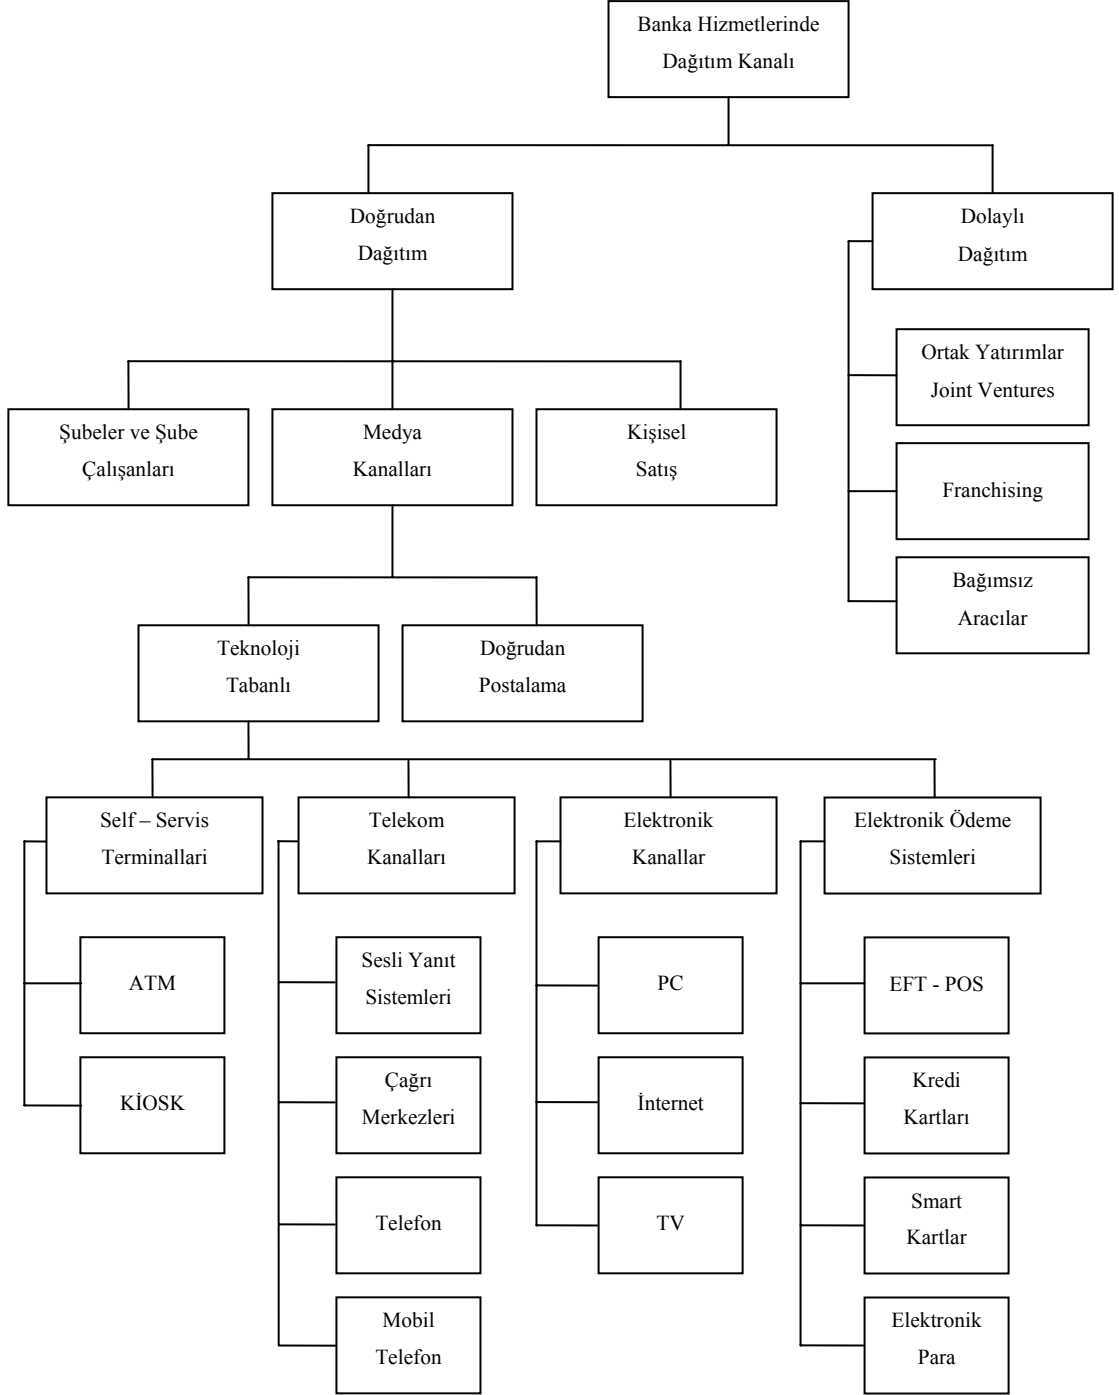 Banka Hizmetlerinde
Dağıtım Kanalı
Doğrudan
Dağıtım
Dolaylı
Dağıtım
Ortak Yatırımlar
Joint Ventures
Franchising
Bağımsız
Aracılar
Şubeler ve Şube
Çalışanları
Medya
Kanalları
Kişisel
Satış
Teknoloji
Tabanlı
Doğrudan
Postalama
Self – Servis
Terminallari
Telekom
Kanalları
Elektronik
Kanallar
Elektronik Ödeme
Sistemleri
ATM
KİOSK
Sesli Yanıt
Sistemleri
Çağrı
Merkezleri
Telefon
Mobil
Telefon
PC
İnternet
TV
EFT - POS
Kredi
Kartları
Smart
Kartlar
Elektronik
Para